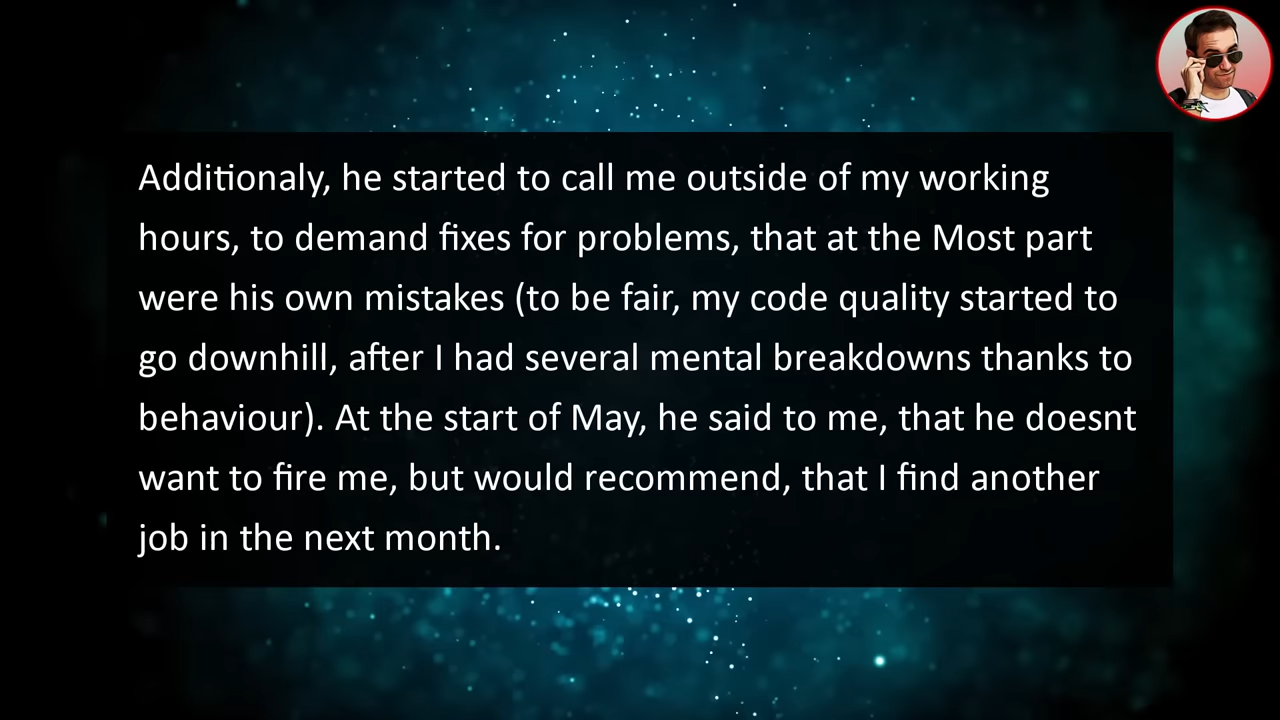 Additionaly, he started to call me outside of my working
hours, to demand fixes for problems, that at the Most part
were his own mistakes (to be fair, my code quality started to
go downhill, after I had several mental breakdowns thanks to
behaviour). At the start of May, he said to me, that he doesnt
want to fire me, but would recommend, that I find another
job in the next month.